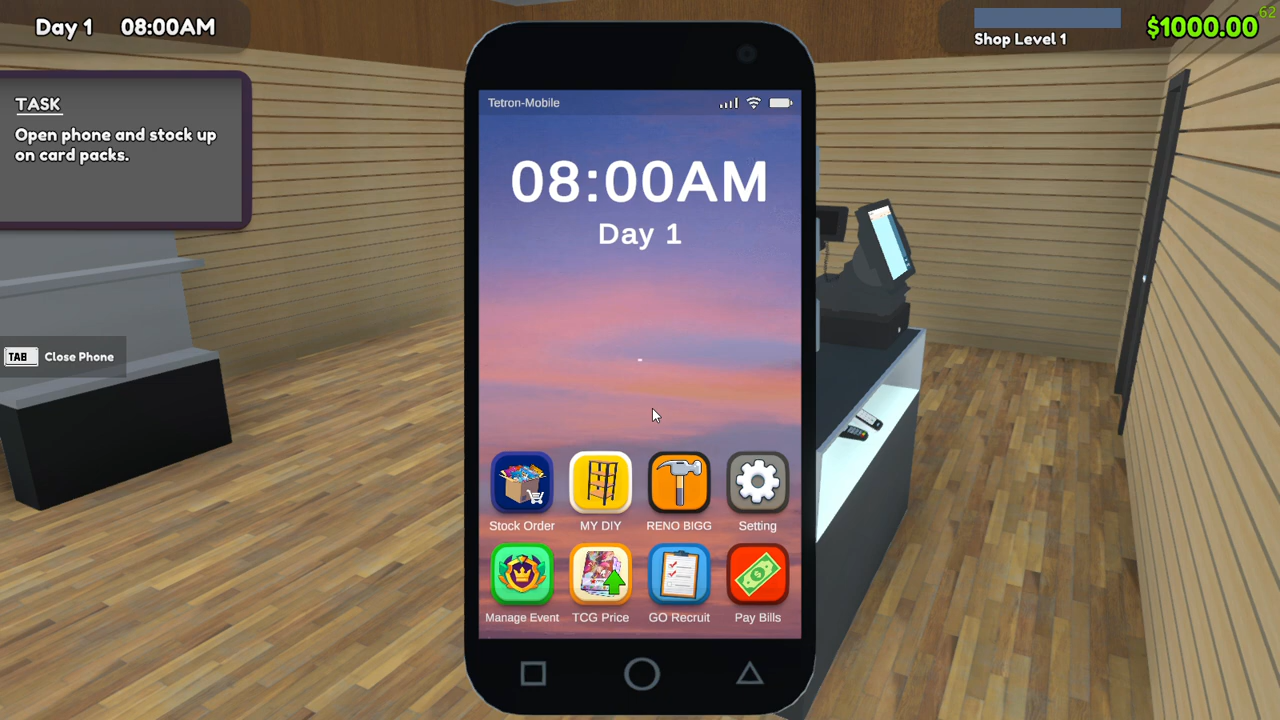 Day 1 08:00AM
62
$1000.00
Shop Level 1
TASK
Open phone and stock up
on card packs.
TAB Close Phone
Tetron-Mobile
08:00AM
Day 1
Stock Order MY DIY RENO BIGG Setting
Manage Event TCG Price GO Recruit Pay Bills